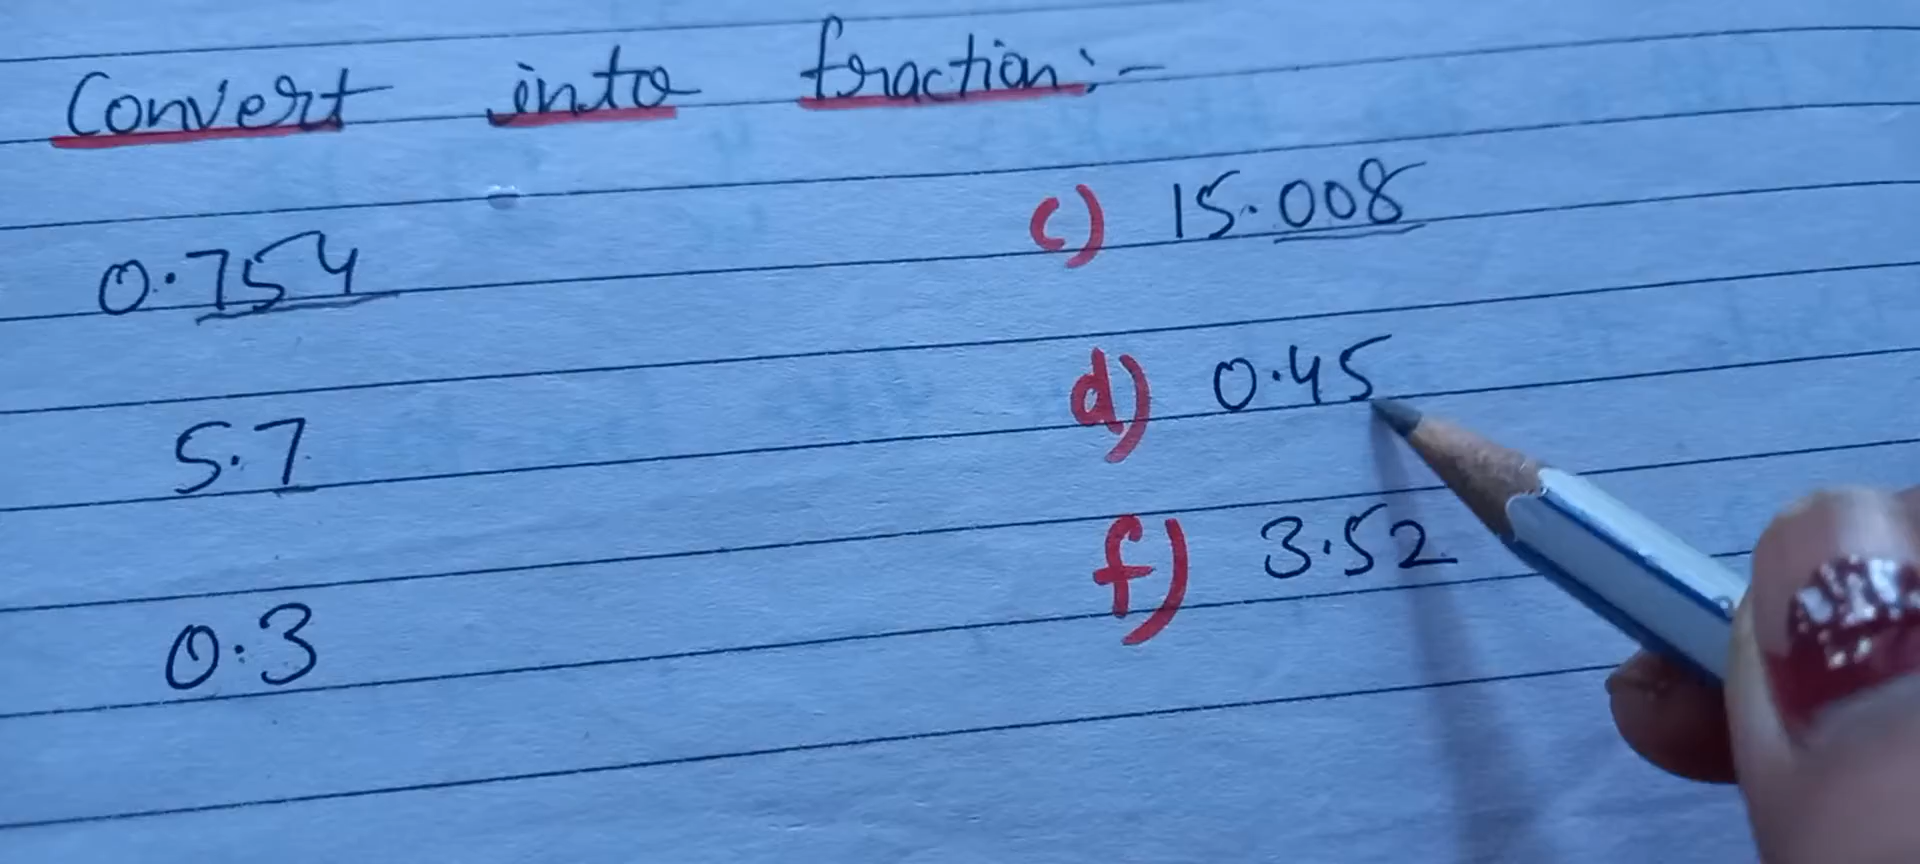 Convert into fraction:-
0.754
c) 15.008
5.7
d) 0.45
0.3
f) 3.52